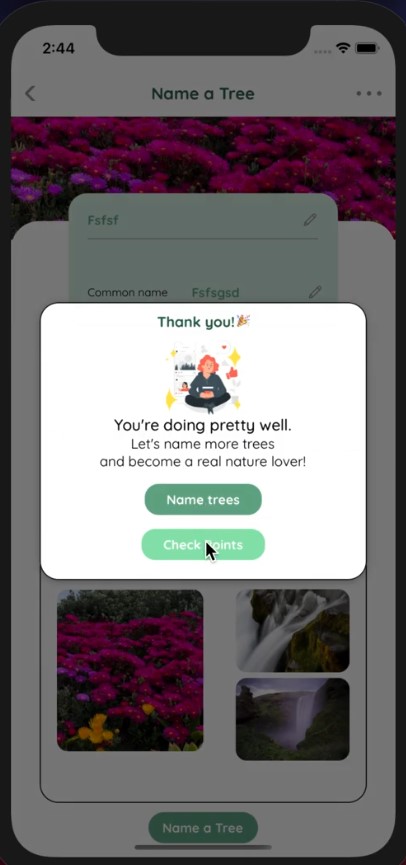 2:44
Name a Tree
Fsfsf
Common name Fsfsgsd
Thank you!🎉
You're doing pretty well.
Let's name more trees
and become a real nature lover!
Name trees
Check Points
Name a Tree